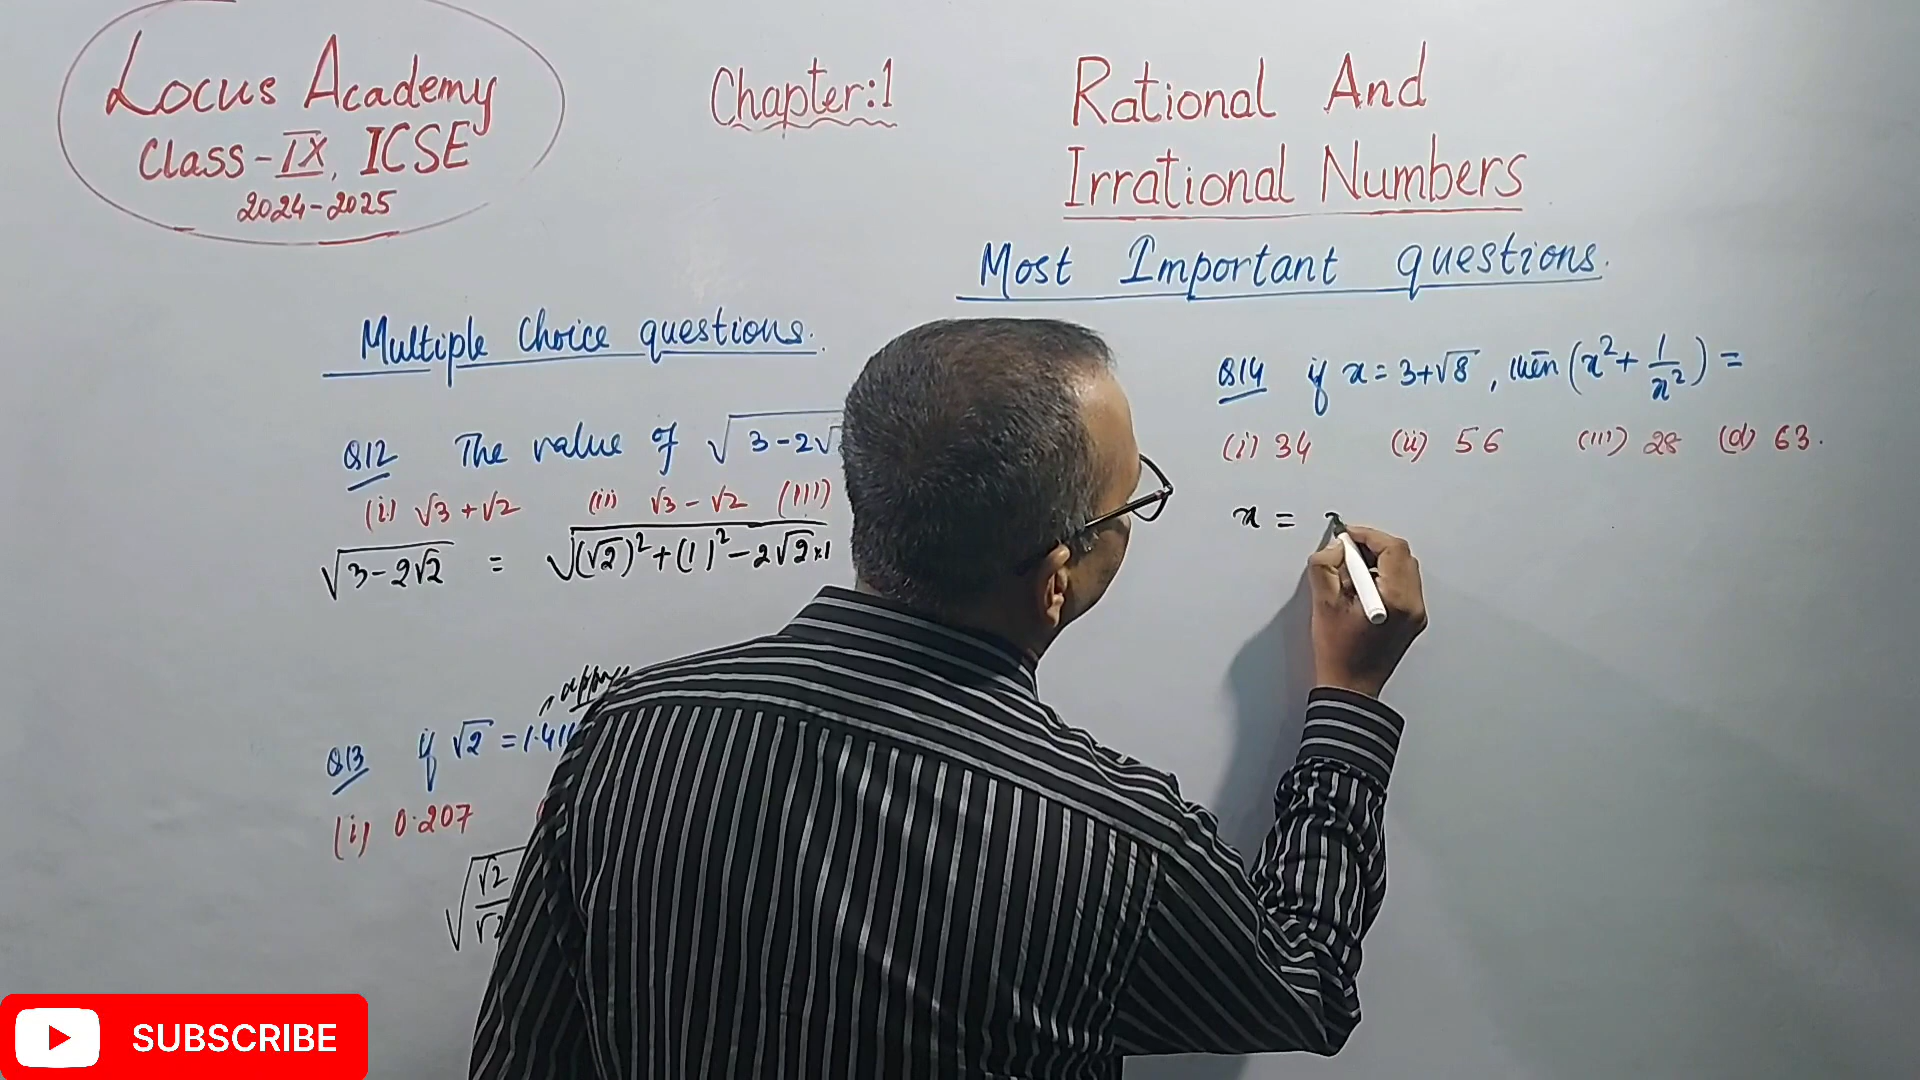 Locus Academy
Class-IX, ICSE
2024-2025
Chapter:1
Rational And
Irrational Numbers
Most Important questions.
Multiple Choice questions.
Q12 The value of √3-2√
(i) √3+√2 (ii) √3-√2 (III)
√3-2√2 = √(√2)²+(1)²-2√2×1
Q13 if √2 = 1.41
(i) 0.207
√2
√2
Q14 if x = 3+√8, then (x²+1/x²) =
(i) 34 (ii) 56 (iii) 28 (d) 63.
x =
SUBSCRIBE